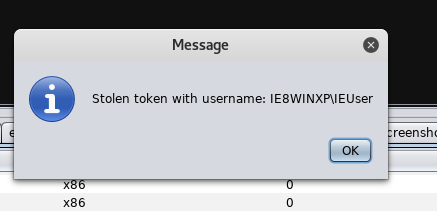 Message
Stolen token with username: IE8WINXP\IEUser
OK
x86 0
x86 0